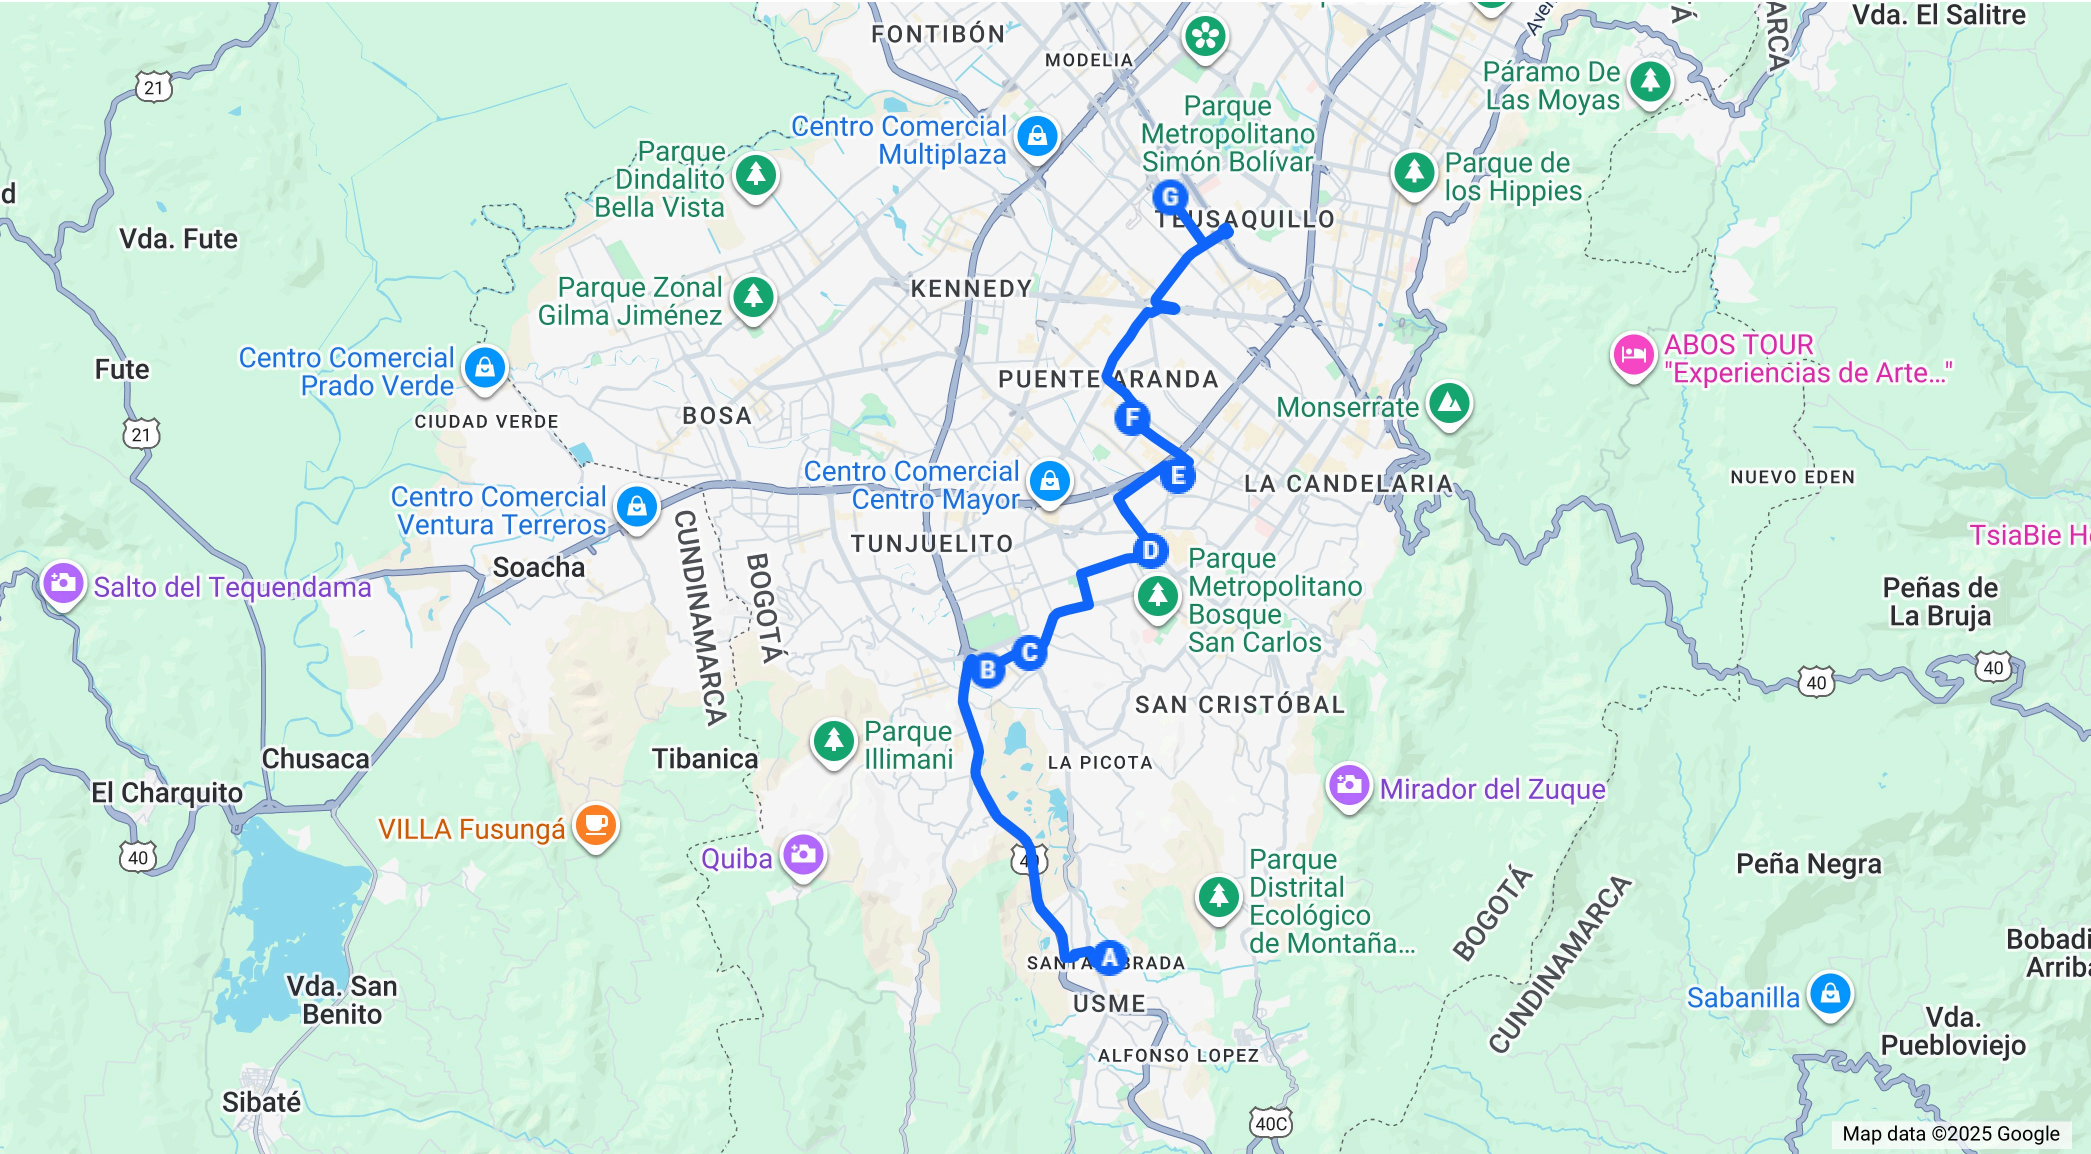 FONTIBÓN
MODELIA
Vda. El Salitre
Páramo De
Las Moyas
21
Centro Comercial
Multiplaza
Parque
Metropolitano
Simón Bolívar
Parque
Dindalito
Bella Vista
Parque de
los Hippies
d
G
TEUSAQUILLO
Vda. Fute
KENNEDY
Parque Zonal
Gilma Jiménez
Centro Comercial
Prado Verde
Fute
ABOS TOUR
"Experiencias de Arte..."
PUENTE ARANDA
BOSA
CIUDAD VERDE
F
Monserrate
21
Centro Comercial
Centro Mayor
E
LA CANDELARIA
NUEVO EDEN
Centro Comercial
Ventura Terreros
CUNDINAMARCA
BOGOTÁ
TUNJUELITO
Soacha
D
Parque
Metropolitano
Bosque
San Carlos
Salto del Tequendama
Peñas de
La Bruja
C
B
40
40
SAN CRISTÓBAL
Parque
Illimani
Tibanica
Chusaca
LA PICOTA
El Charquito
Mirador del Zuque
VILLA Fusungá
40
Quiba
Peña Negra
Parque
Distrital
Ecológico
de Montaña...
BOGOTÁ
CUNDINAMARCA
A
USME
Vda. San
Benito
Sabanilla
Vda.
Puebloviejo
ALFONSO LOPEZ
Sibaté
40C
Map data ©2025 Google